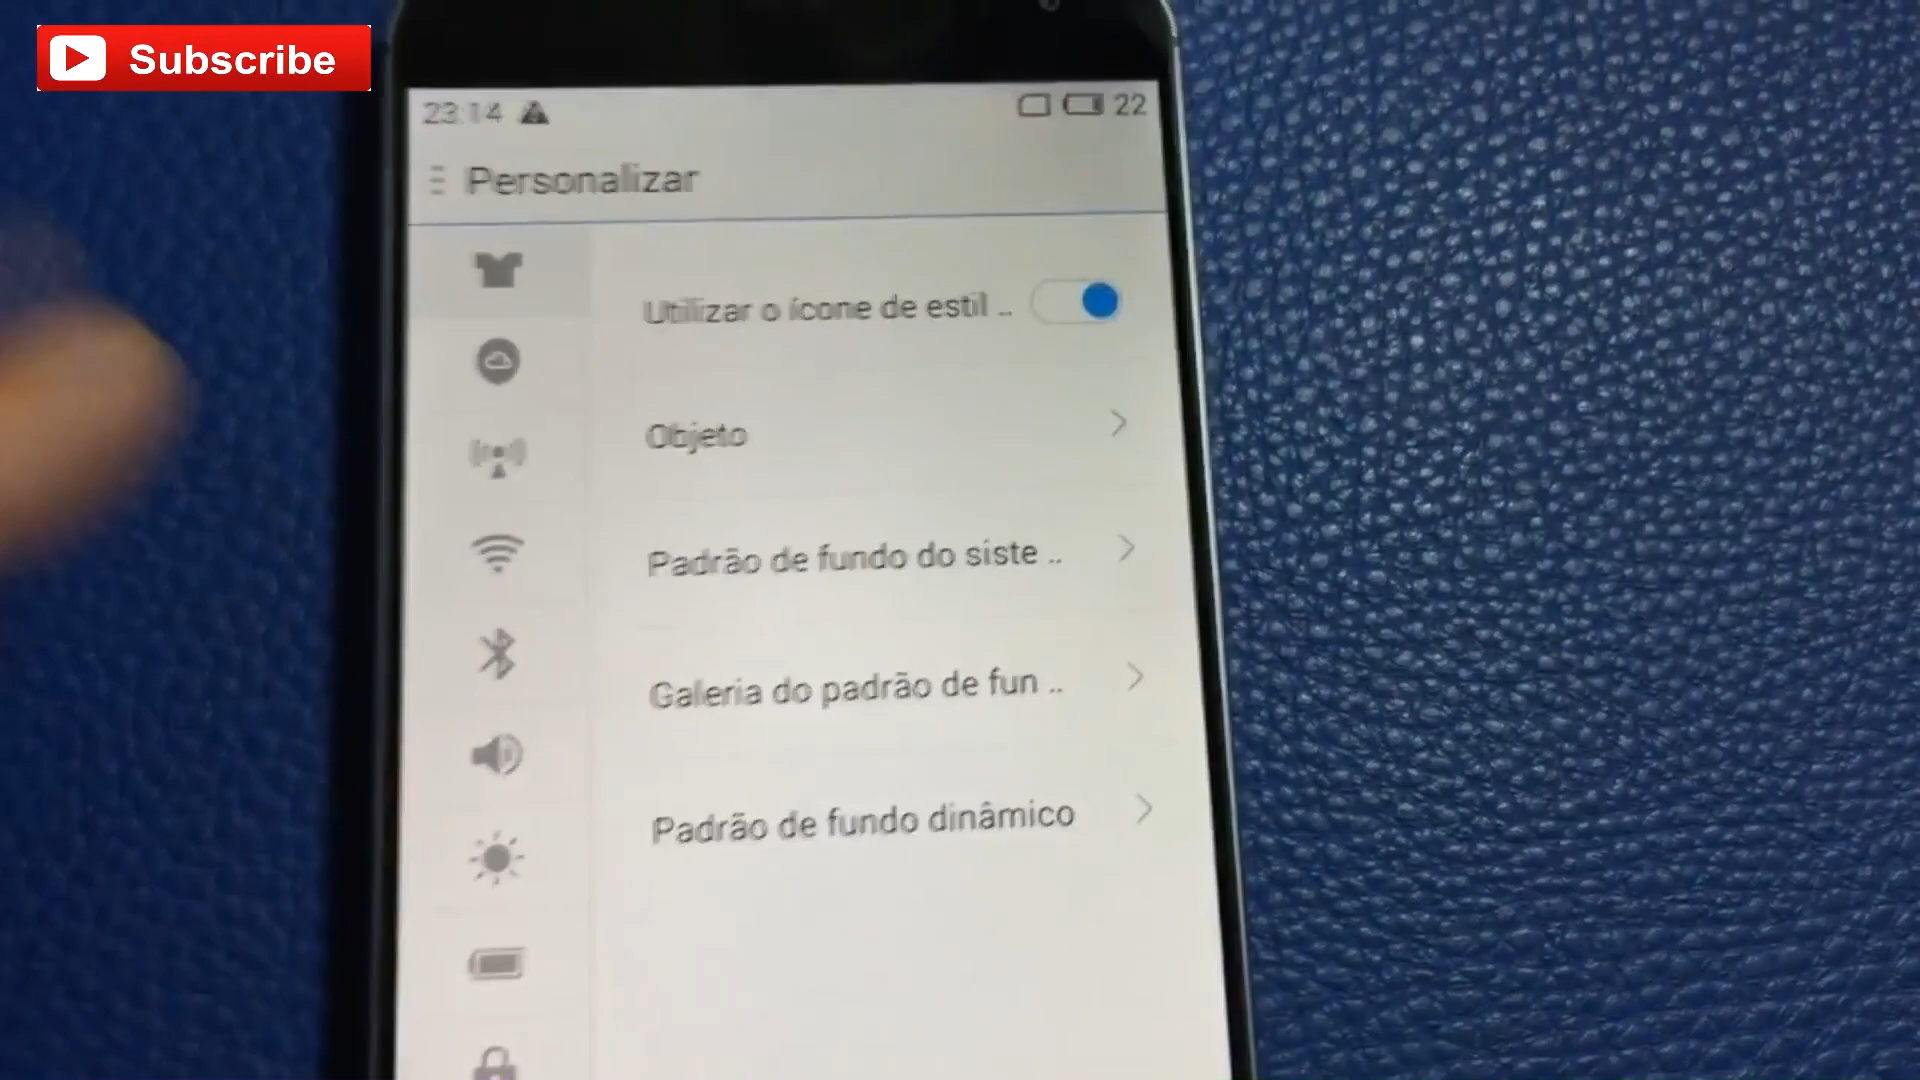 Subscribe
23:14
22
Personalizar
Utilizar o ícone de estil ..
Objeto
Padrão de fundo do siste ..
Galeria do padrão de fun ..
Padrão de fundo dinâmico